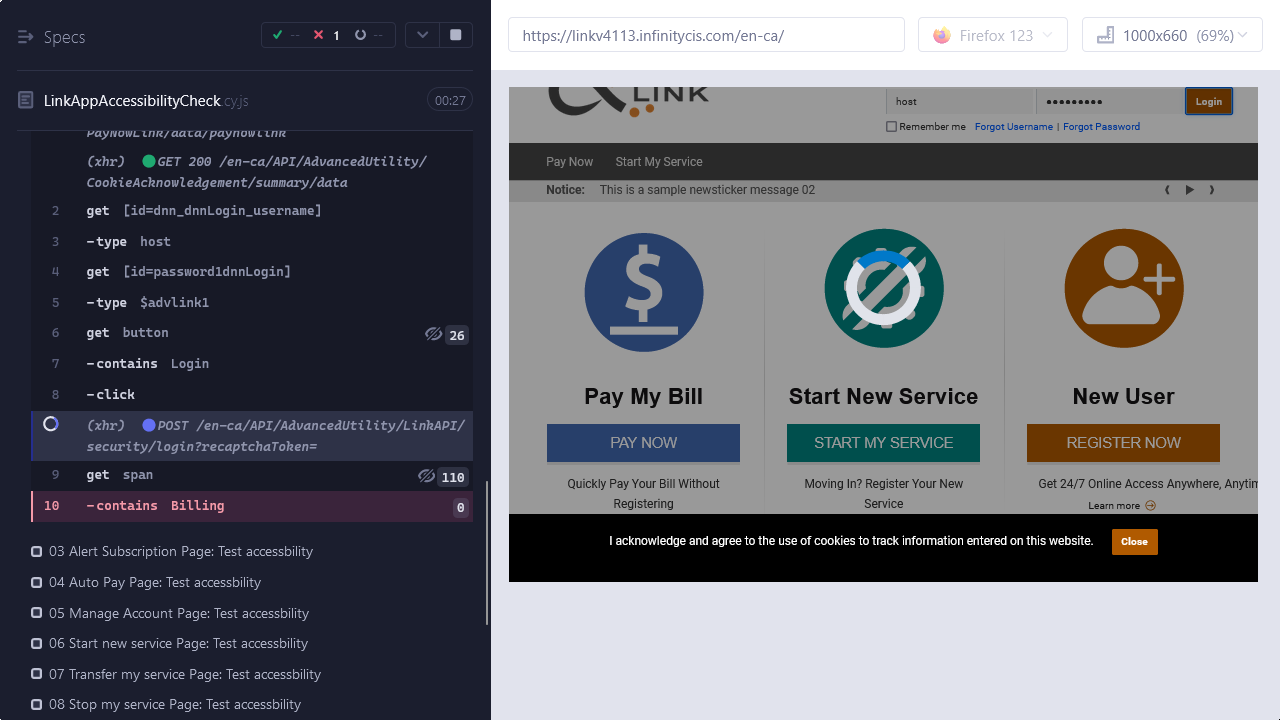 Specs
--
1
--
LinkAppAccessibilityCheck.cy.js
00:27
PayNowLink/data/paynowlink
(xhr) GET 200 /en-ca/API/AdvancedUtility/
CookieAcknowledgement/summary/data
2 get [id=dnn_dnnLogin_username]
3 -type host
4 get [id=password1dnnLogin]
5 -type $advlink1
6 get button 26
7 -contains Login
8 -click
(xhr) POST /en-ca/API/AdvancedUtility/LinkAPI/
security/login?recaptchaToken=
9 get span 110
10 -contains Billing 0
03 Alert Subscription Page: Test accessbility
04 Auto Pay Page: Test accessbility
05 Manage Account Page: Test accessbility
06 Start new service Page: Test accessbility
07 Transfer my service Page: Test accessbility
08 Stop my service Page: Test accessbility
https://linkv4113.infinitycis.com/en-ca/
Firefox 123
1000x660 (69%)
LINK
host
•••••••••
Login
Remember me Forgot Username | Forgot Password
Pay Now Start My Service
Notice: This is a sample newsticker message 02
Pay My Bill
PAY NOW
Quickly Pay Your Bill Without
Registering
Start New Service
START MY SERVICE
Moving In? Register Your New
Service
New User
REGISTER NOW
Get 24/7 Online Access Anywhere, Anytim
Learn more
I acknowledge and agree to the use of cookies to track information entered on this website.
Close